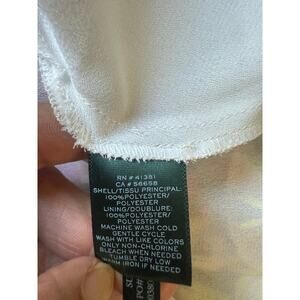 RN # 41381
CA # 56658
SHELL/TISSU PRINCIPAL:
100%POLYESTER/
POLYESTER
LINING/DOUBLURE:
100%POLYESTER/
POLYESTER
MACHINE WASH COLD
GENTLE CYCLE
WASH WITH LIKE COLORS
ONLY NON-CHLORINE
BLEACH WHEN NEEDED
TUMBLE DRY LOW
WARM IRON IF NEEDED